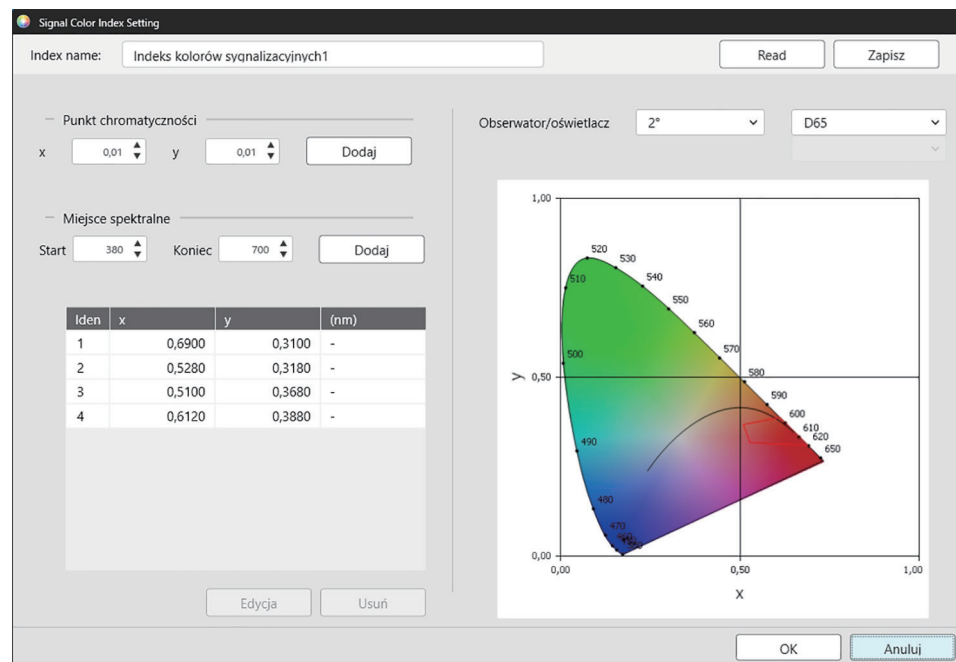 Signal Color Index Setting
Index name: Indeks kolorów sygnalizacyjnych1 Read Zapisz
Punkt chromatyczności
x 0,01 y 0,01 Dodaj
Miejsce spektralne
Start 380 Koniec 700 Dodaj
Iden x y (nm)
1 0,6900 0,3100 -
2 0,5280 0,3180 -
3 0,5100 0,3680 -
4 0,6120 0,3880 -
Edycja Usuń
Obserwator/oświetlacz 2° D65
1,00
520
530
510
540
550
560
500
570
y 0,50
580
590
600
610
620
650
490
480
470
0,00
0,00 0,50 1,00
x
OK Anuluj